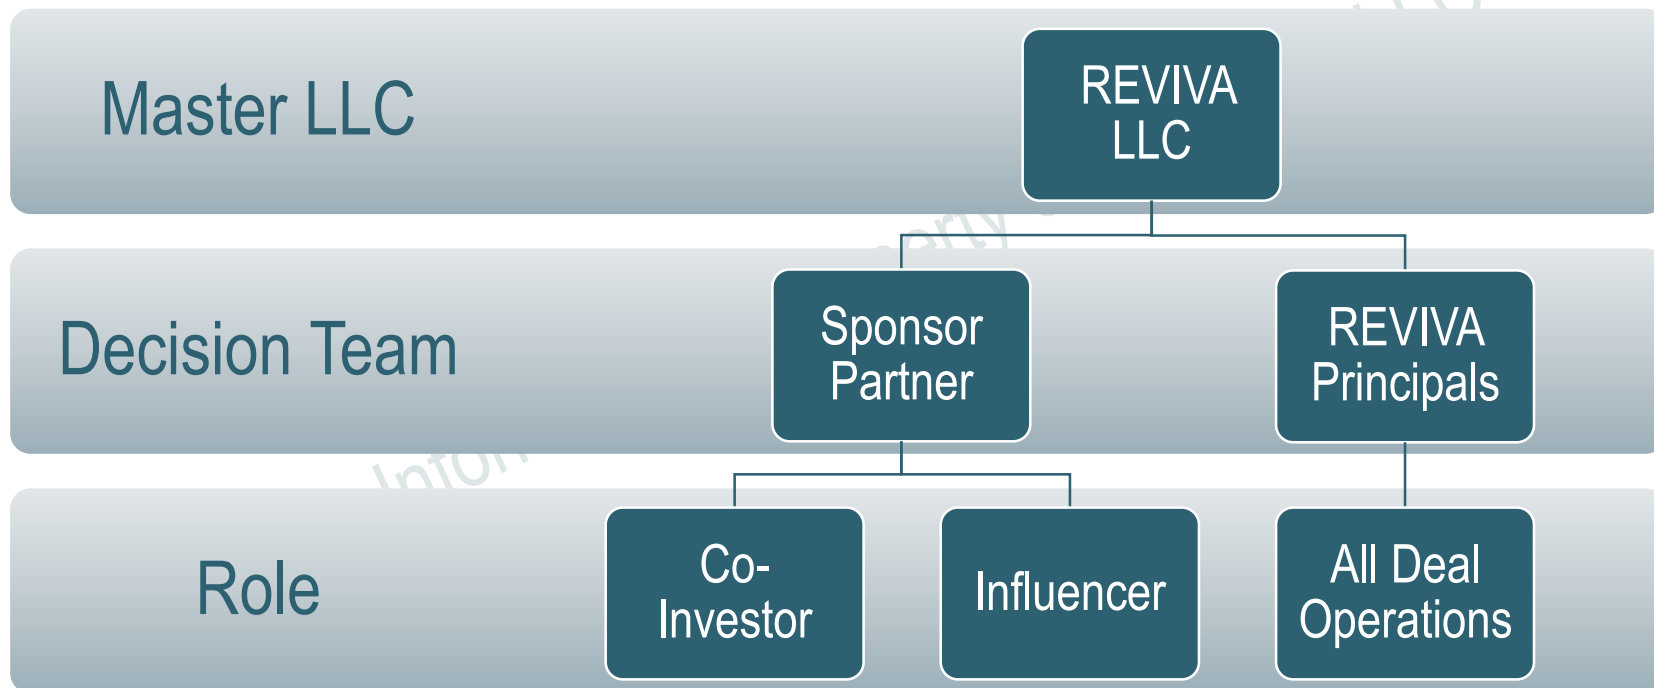 Master LLC
REVIVA
LLC
Decision Team
Sponsor
Partner
REVIVA
Principals
Role
Co-
Investor
Influencer
All Deal
Operations